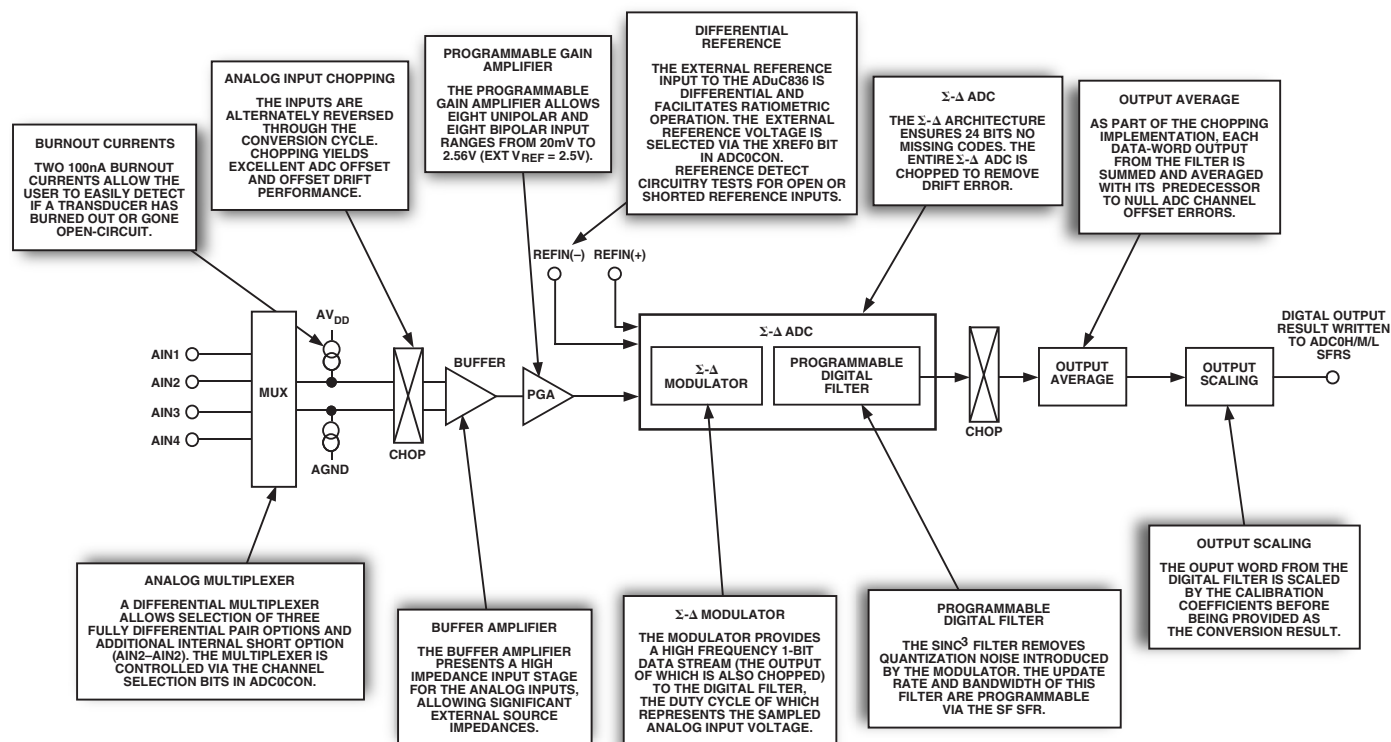 BURNOUT CURRENTS
TWO 100nA BURNOUT
CURRENTS ALLOW THE
USER TO EASILY DETECT
IF A TRANSDUCER HAS
BURNED OUT OR GONE
OPEN-CIRCUIT.
ANALOG INPUT CHOPPING
THE INPUTS ARE
ALTERNATELY REVERSED
THROUGH THE
CONVERSION CYCLE.
CHOPPING YIELDS
EXCELLENT ADC OFFSET
AND OFFSET DRIFT
PERFORMANCE.
PROGRAMMABLE GAIN
AMPLIFIER
THE PROGRAMMABLE
GAIN AMPLIFIER ALLOWS
EIGHT UNIPOLAR AND
EIGHT BIPOLAR INPUT
RANGES FROM 20mV TO
2.56V (EXT VREF = 2.5V).
DIFFERENTIAL
REFERENCE
THE EXTERNAL REFERENCE
INPUT TO THE ADuC836 IS
DIFFERENTIAL AND
FACILITATES RATIOMETRIC
OPERATION. THE EXTERNAL
REFERENCE VOLTAGE IS
SELECTED VIA THE XREF0 BIT
IN ADC0CON.
REFERENCE DETECT
CIRCUITRY TESTS FOR OPEN OR
SHORTED REFERENCE INPUTS.
Σ-Δ ADC
THE Σ-Δ ARCHITECTURE
ENSURES 24 BITS NO
MISSING CODES. THE
ENTIRE Σ-Δ ADC IS
CHOPPED TO REMOVE
DRIFT ERROR.
OUTPUT AVERAGE
AS PART OF THE CHOPPING
IMPLEMENTATION, EACH
DATA-WORD OUTPUT
FROM THE FILTER IS
SUMMED AND AVERAGED
WITH ITS PREDECESSOR
TO NULL ADC CHANNEL
OFFSET ERRORS.
REFIN(–) REFIN(+)
AIN1
AIN2
AIN3
AIN4
MUX
AVDD
AGND
CHOP
BUFFER
PGA
Σ-Δ ADC
Σ-Δ
MODULATOR
PROGRAMMABLE
DIGITAL
FILTER
CHOP
OUTPUT
AVERAGE
OUTPUT
SCALING
DIGTAL OUTPUT
RESULT WRITTEN
TO ADC0H/M/L
SFRS
ANALOG MULTIPLEXER
A DIFFERENTIAL MULTIPLEXER
ALLOWS SELECTION OF THREE
FULLY DIFFERENTIAL PAIR OPTIONS AND
ADDITIONAL INTERNAL SHORT OPTION
(AIN2–AIN2). THE MULTIPLEXER IS
CONTROLLED VIA THE CHANNEL
SELECTION BITS IN ADC0CON.
BUFFER AMPLIFIER
THE BUFFER AMPLIFIER
PRESENTS A HIGH
IMPEDANCE INPUT STAGE
FOR THE ANALOG INPUTS,
ALLOWING SIGNIFICANT
EXTERNAL SOURCE
IMPEDANCES.
Σ-Δ MODULATOR
THE MODULATOR PROVIDES
A HIGH FREQUENCY 1-BIT
DATA STREAM (THE OUTPUT
OF WHICH IS ALSO CHOPPED)
TO THE DIGITAL FILTER,
THE DUTY CYCLE OF WHICH
REPRESENTS THE SAMPLED
ANALOG INPUT VOLTAGE.
PROGRAMMABLE
DIGITAL FILTER
THE SINC3 FILTER REMOVES
QUANTIZATION NOISE INTRODUCED
BY THE MODULATOR. THE UPDATE
RATE AND BANDWIDTH OF THIS
FILTER ARE PROGRAMMABLE
VIA THE SF SFR.
OUTPUT SCALING
THE OUPUT WORD FROM THE
DIGITAL FILTER IS SCALED
BY THE CALIBRATION
COEFFICIENTS BEFORE
BEING PROVIDED AS
THE CONVERSION RESULT.